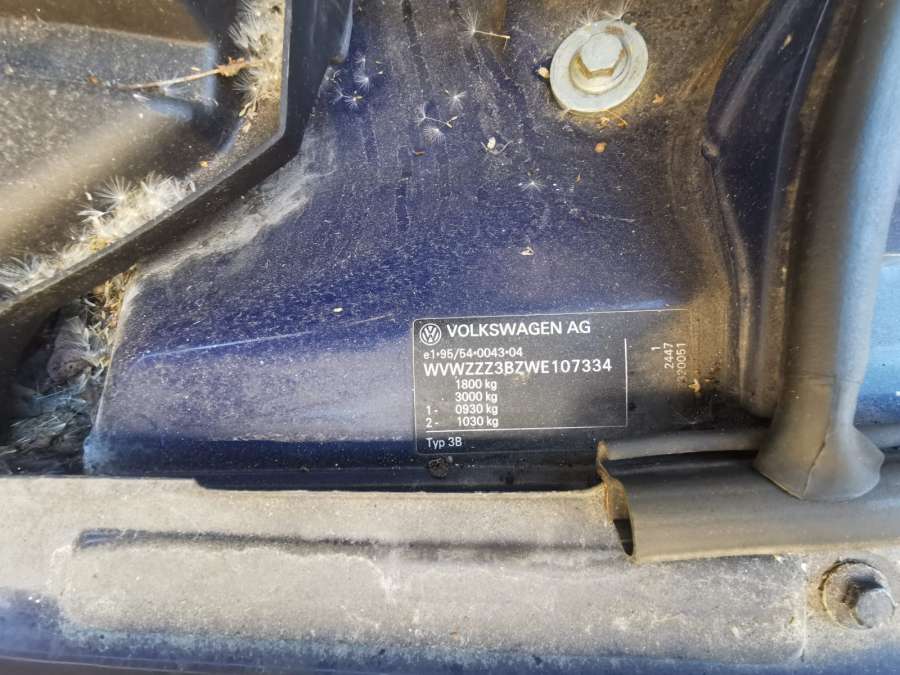 VOLKSWAGEN AG
e1*95/54*0043*04
WVWZZZ3BZWE107334
1800 kg
3000 kg
1- 0930 kg
2- 1030 kg
Typ 3B
1
2447
220051